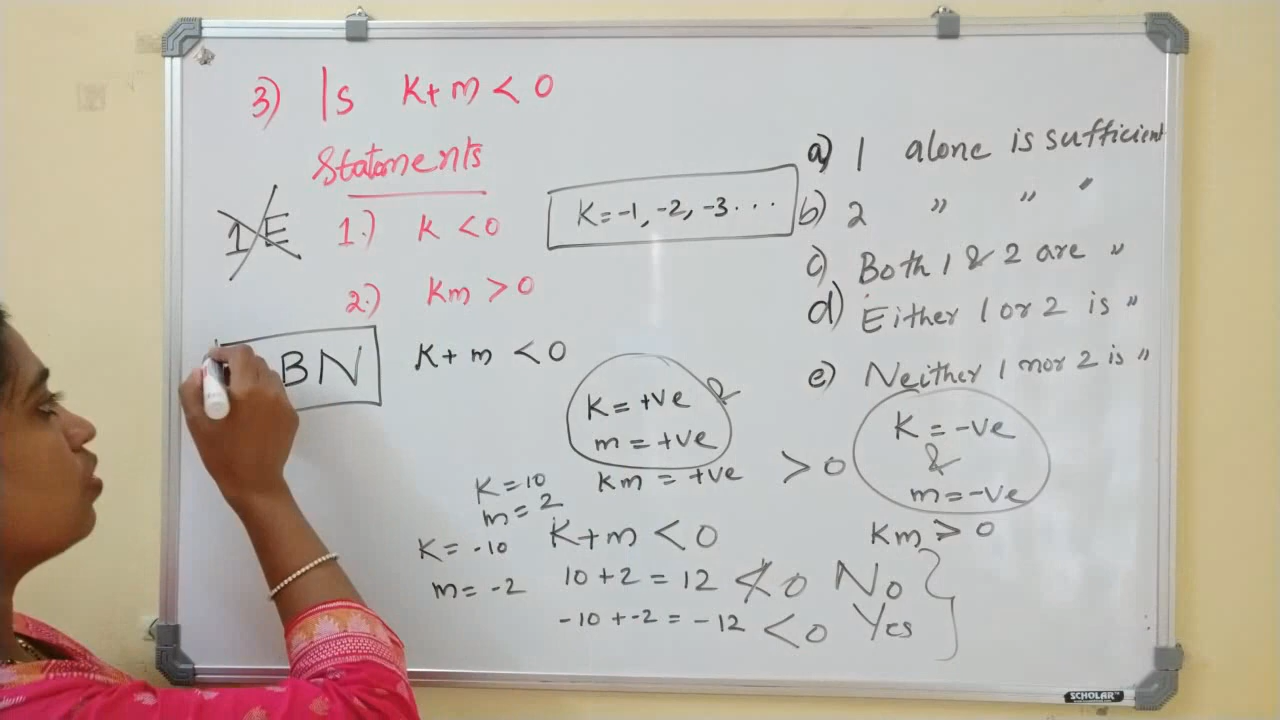 3) Is K+m < 0
Statements
1.) K < 0
2.) Km > 0
1 E
K = -1, -2, -3 . . .
a) 1 alone is sufficient
b) 2 " " "
c) Both 1 & 2 are "
d) Either 1 or 2 is "
e) Neither 1 nor 2 is "
BN
K + m < 0
K = +ve &
m = +ve
Km = +ve > 0
K = -ve
&
m = -ve
Km > 0
K = 10
m = 2
K = -10
m = -2
K+m < 0
10 + 2 = 12 ≮ 0 No
-10 + -2 = -12 < 0 Yes
SCHOLAR